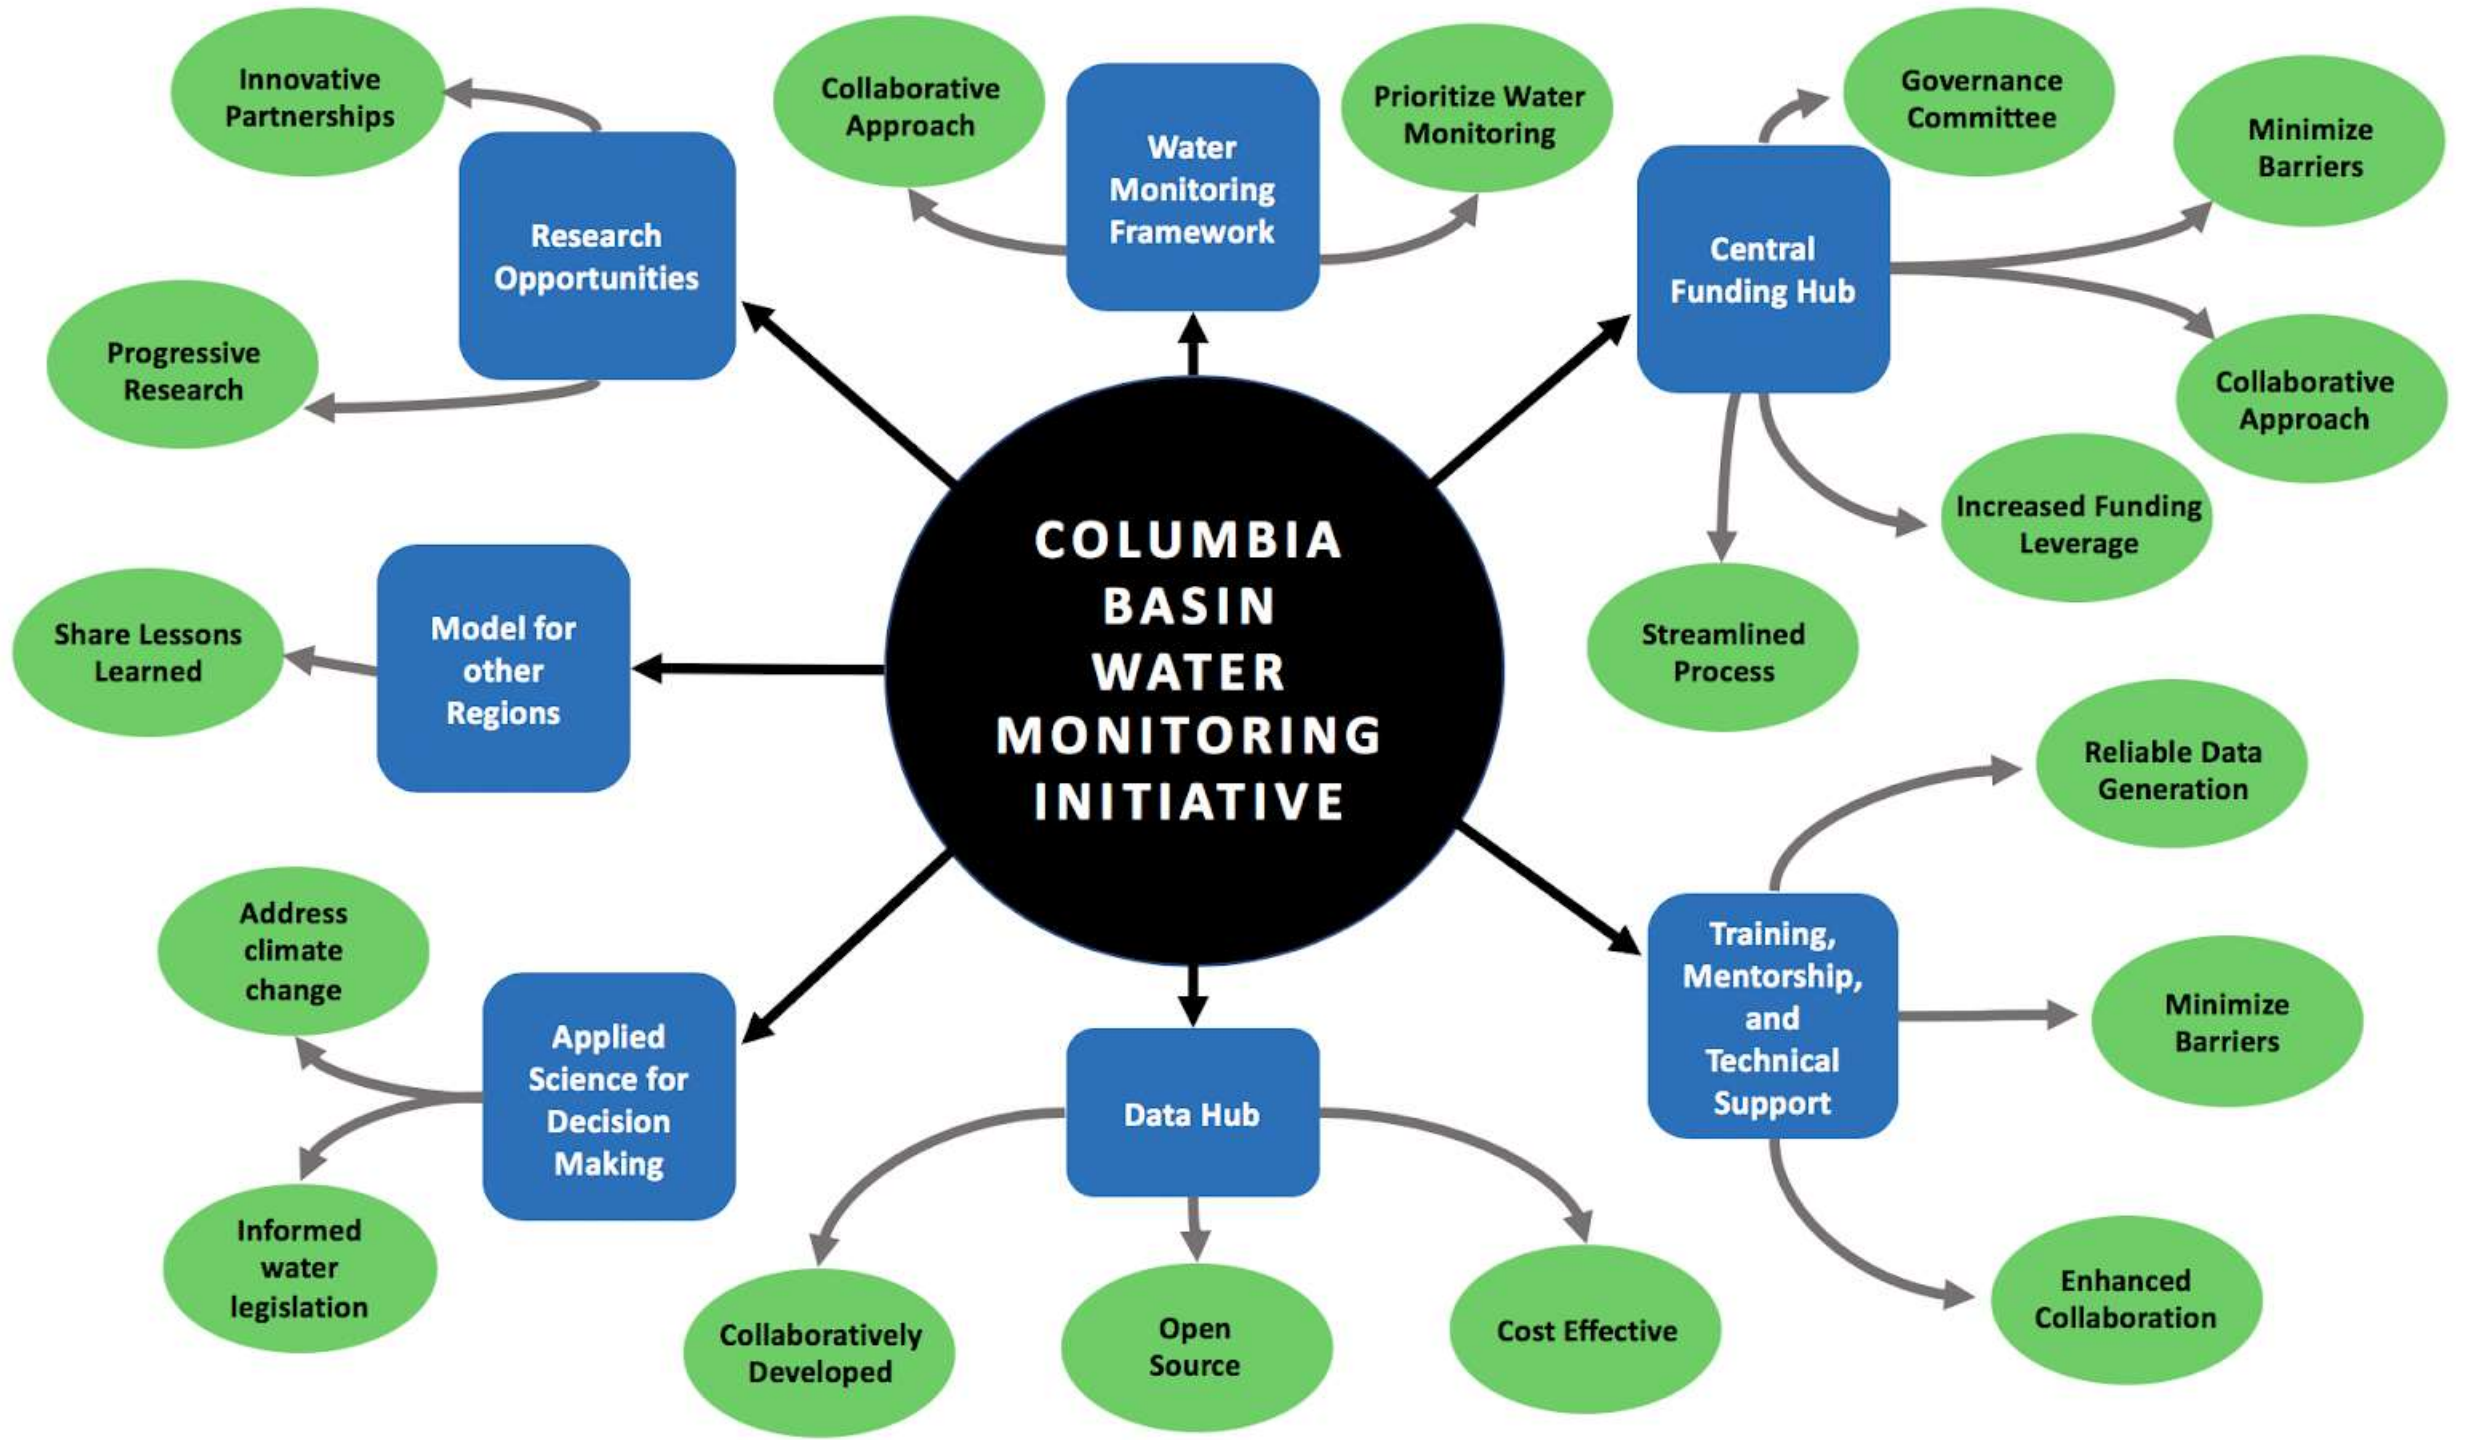 COLUMBIA
BASIN
WATER
MONITORING
INITIATIVE
Water
Monitoring
Framework
Collaborative
Approach
Prioritize Water
Monitoring
Central
Funding Hub
Governance
Committee
Minimize
Barriers
Collaborative
Approach
Increased Funding
Leverage
Streamlined
Process
Training,
Mentorship,
and
Technical
Support
Reliable Data
Generation
Minimize
Barriers
Enhanced
Collaboration
Data Hub
Cost Effective
Open
Source
Collaboratively
Developed
Applied
Science for
Decision
Making
Informed
water
legislation
Address
climate
change
Model for
other
Regions
Share Lessons
Learned
Research
Opportunities
Progressive
Research
Innovative
Partnerships